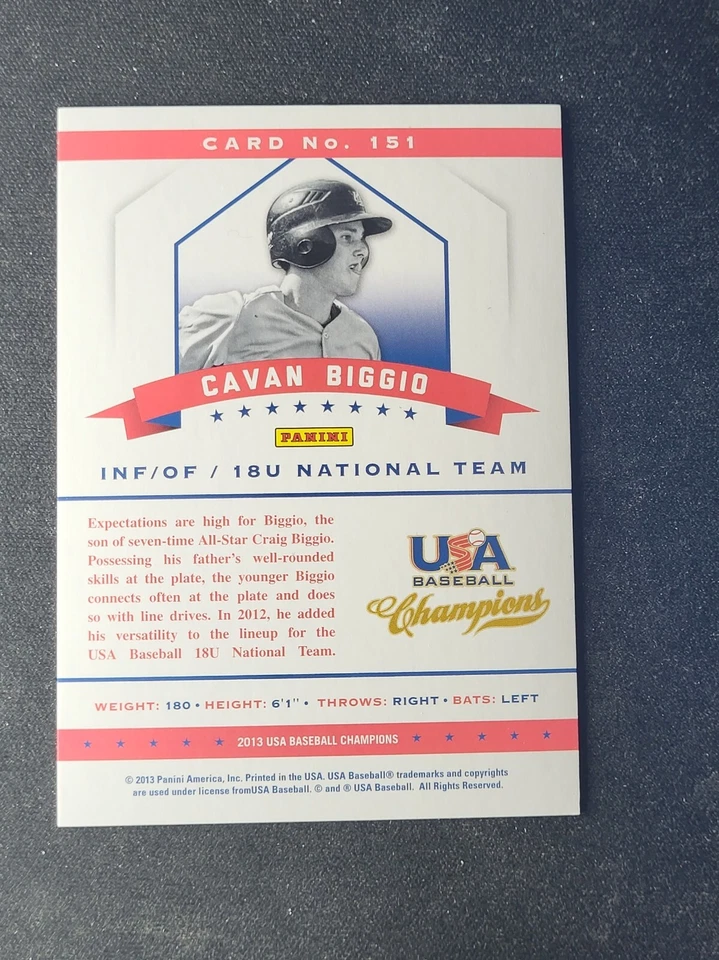 CARD No. 151
CAVAN BIGGIO
PANINI
INF/OF / 18U NATIONAL TEAM
Expectations are high for Biggio, the
son of seven-time All-Star Craig Biggio.
Possessing his father's well-rounded
skills at the plate, the younger Biggio
connects often at the plate and does
so with line drives. In 2012, he added
his versatility to the lineup for the
USA Baseball 18U National Team.
USA
BASEBALL
Champions
WEIGHT: 180 • HEIGHT: 6'1" • THROWS: RIGHT • BATS: LEFT
2013 USA BASEBALL CHAMPIONS
© 2013 Panini America, Inc. Printed in the USA. USA Baseball® trademarks and copyrights
are used under license fromUSA Baseball. © and ® USA Baseball. All Rights Reserved.